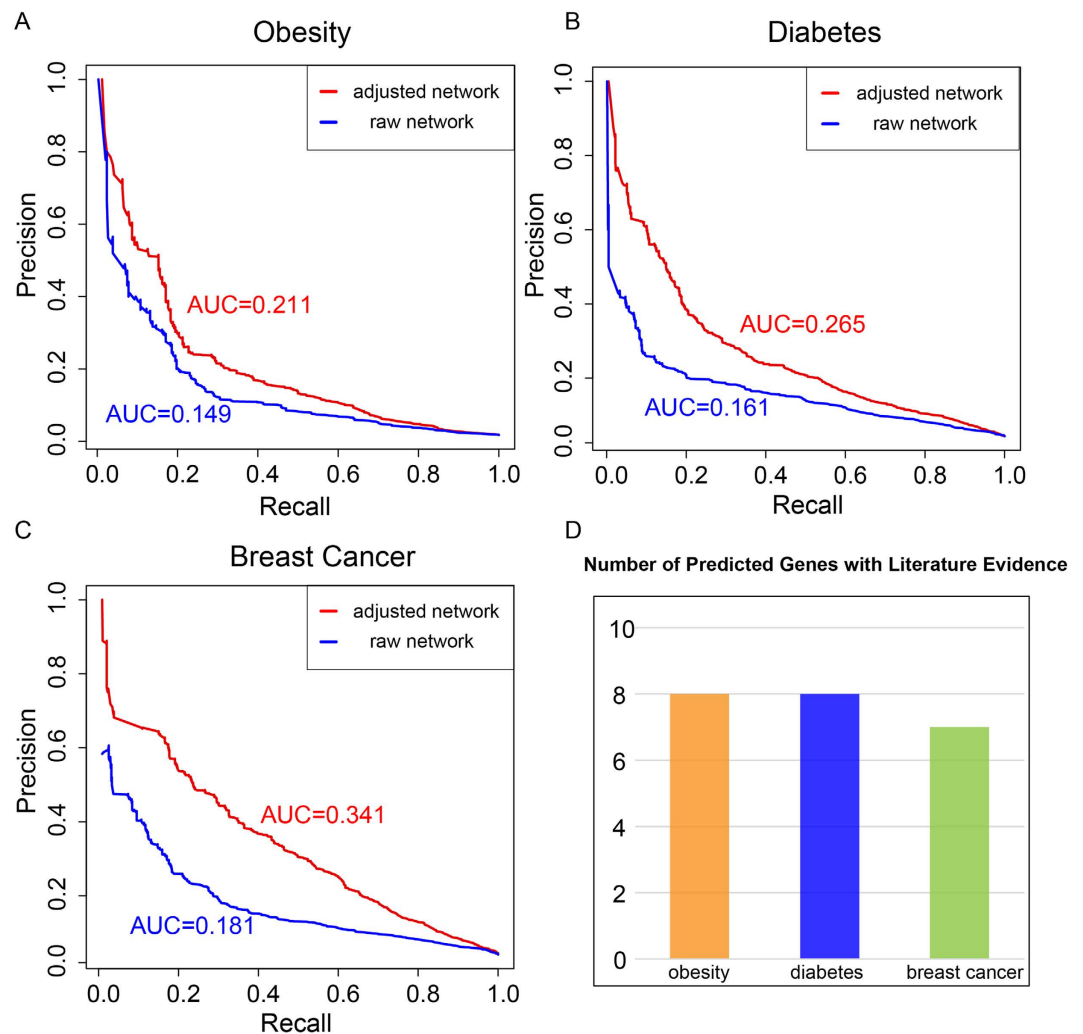 A
Obesity
adjusted network
raw network
1.0
0.8
0.6
0.4
0.2
0.0
Precision
AUC=0.211
AUC=0.149
0.0 0.2 0.4 0.6 0.8 1.0
Recall
B
Diabetes
adjusted network
raw network
1.0
0.8
0.6
0.4
0.2
0.0
Precision
AUC=0.265
AUC=0.161
0.0 0.2 0.4 0.6 0.8 1.0
Recall
C
Breast Cancer
adjusted network
raw network
1.0
0.8
0.6
0.4
0.2
0.0
Precision
AUC=0.341
AUC=0.181
0.0 0.2 0.4 0.6 0.8 1.0
Recall
D
Number of Predicted Genes with Literature Evidence
10
8
6
4
2
0
obesity diabetes breast cancer